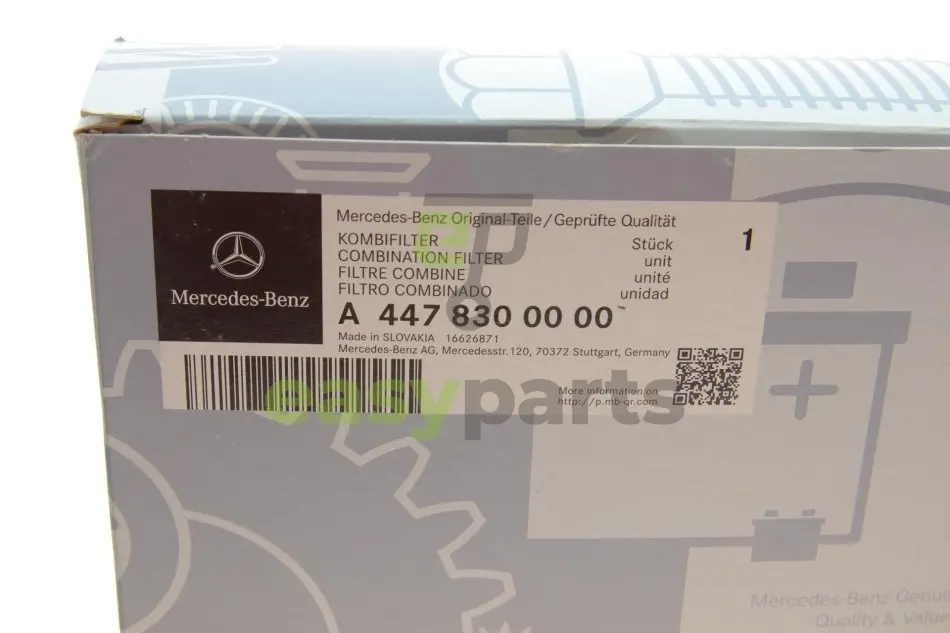 Mercedes-Benz Original-Teile/Geprüfte Qualität
KOMBIFILTER Stück 1
COMBINATION FILTER unit
FILTRE COMBINE unité
FILTRO COMBINADO unidad
Mercedes-Benz
A 447 830 00 00
Made in SLOVAKIA 16626871
Mercedes-Benz AG, Mercedesstr. 120, 70372 Stuttgart, Germany
More information on
http://p.mb-qr.com
ep
easyparts
Mercedes-Benz Genui
Quality & Value